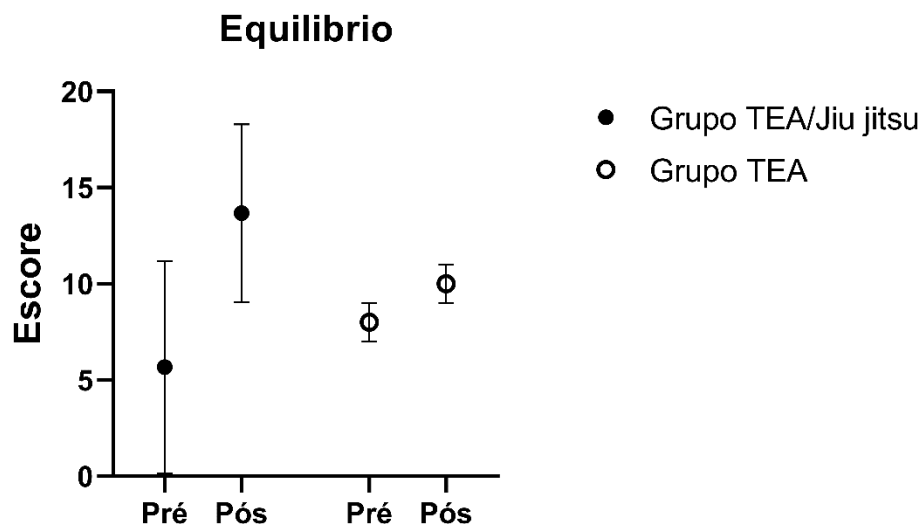 Equilibrio
20
15
10
5
0
Escore
Pré Pós Pré Pós
Grupo TEA/Jiu jitsu
Grupo TEA